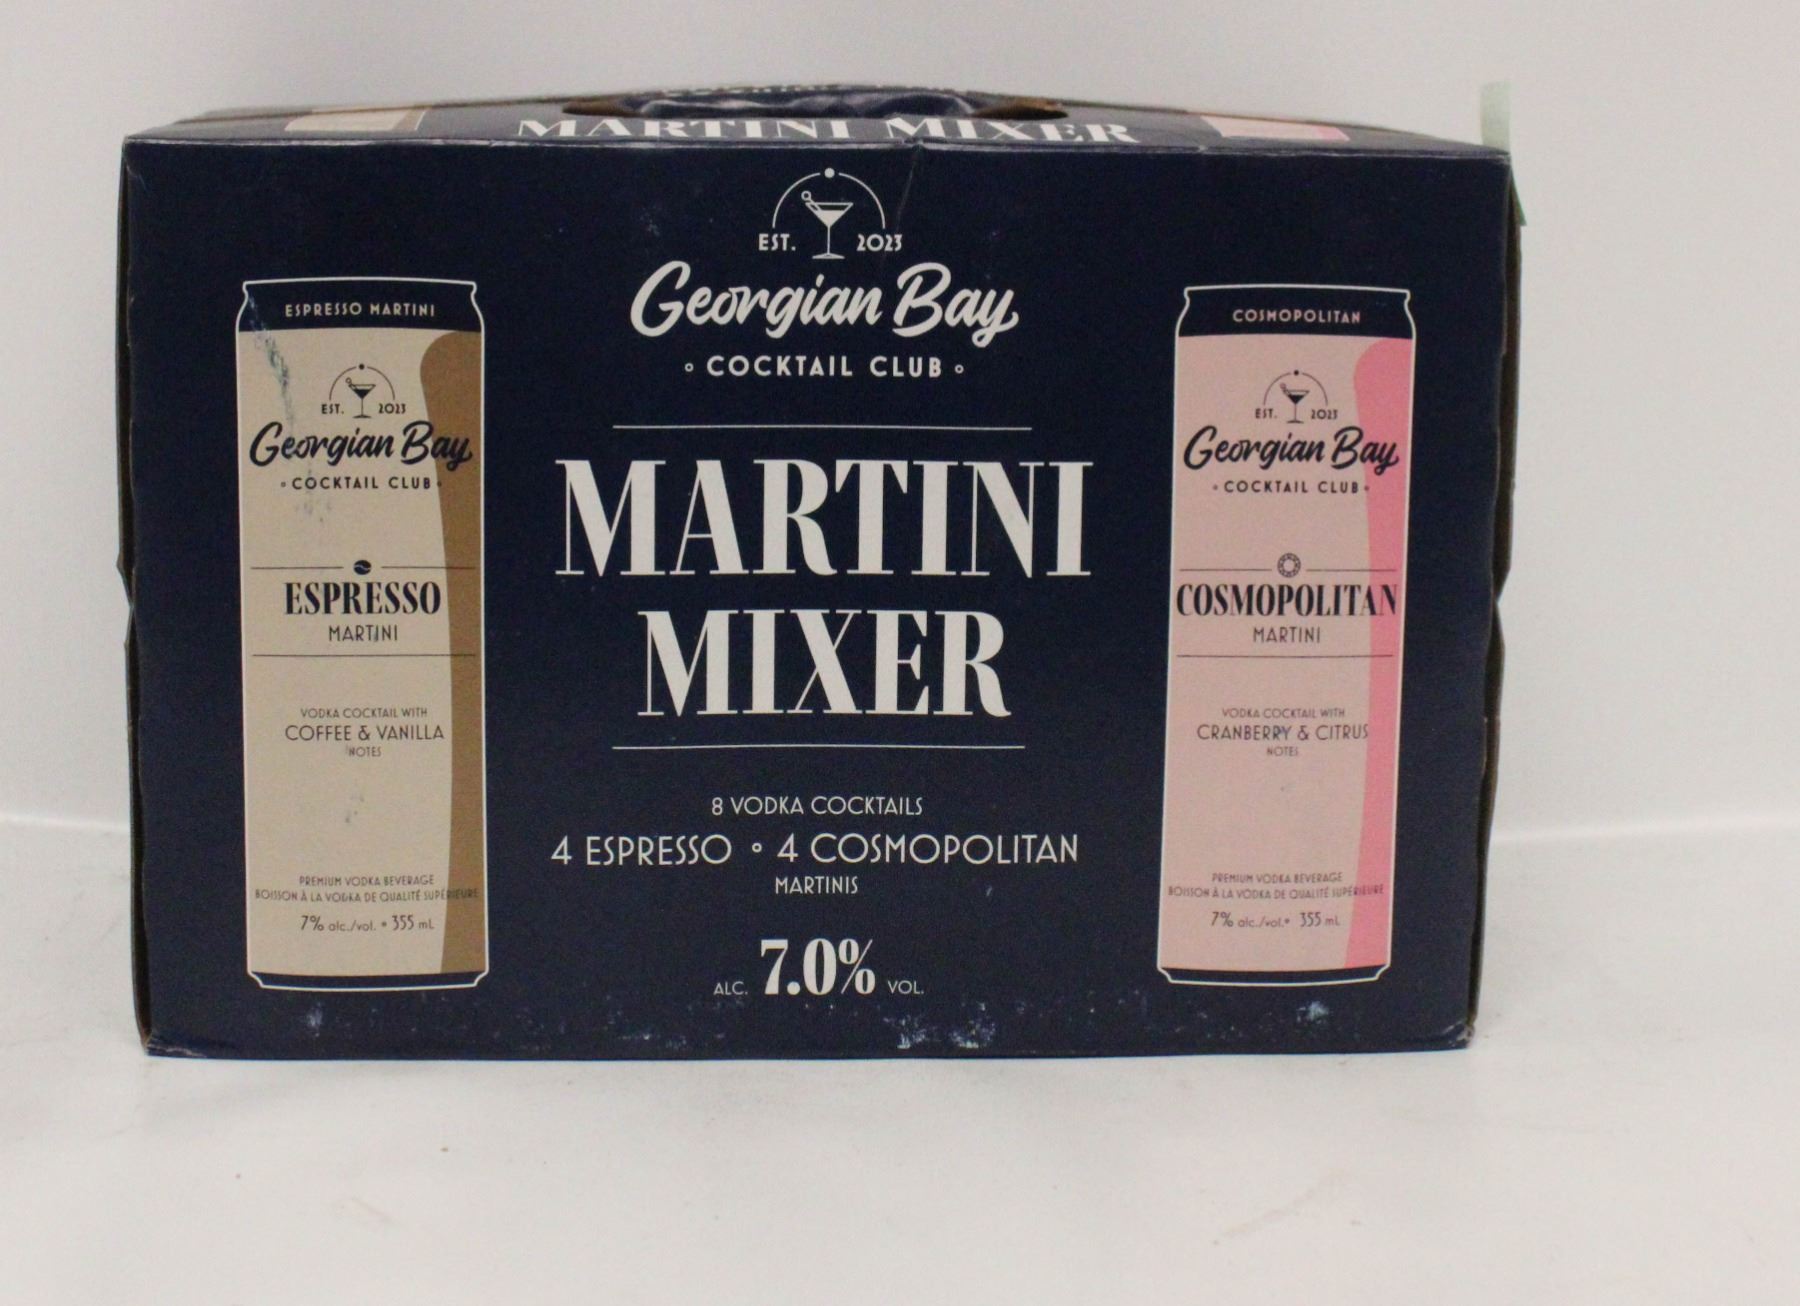 MARTINI MIXER
EST. 2023
Georgian Bay
COCKTAIL CLUB
MARTINI
MIXER
8 VODKA COCKTAILS
4 ESPRESSO ◦ 4 COSMOPOLITAN
MARTINIS
ALC. 7.0% VOL.
ESPRESSO MARTINI
EST. 2023
Georgian Bay
COCKTAIL CLUB
ESPRESSO
MARTINI
VODKA COCKTAIL WITH
COFFEE & VANILLA
NOTES
PREMIUM VODKA BEVERAGE
BOISSON À LA VODKA DE QUALITÉ SUPÉRIEURE
7% alc./vol. • 355 mL
COSMOPOLITAN
EST. 2023
Georgian Bay
COCKTAIL CLUB
COSMOPOLITAN
MARTINI
VODKA COCKTAIL WITH
CRANBERRY & CITRUS
NOTES
PREMIUM VODKA BEVERAGE
BOISSON À LA VODKA DE QUALITÉ SUPÉRIEURE
7% alc./vol. • 355 mL